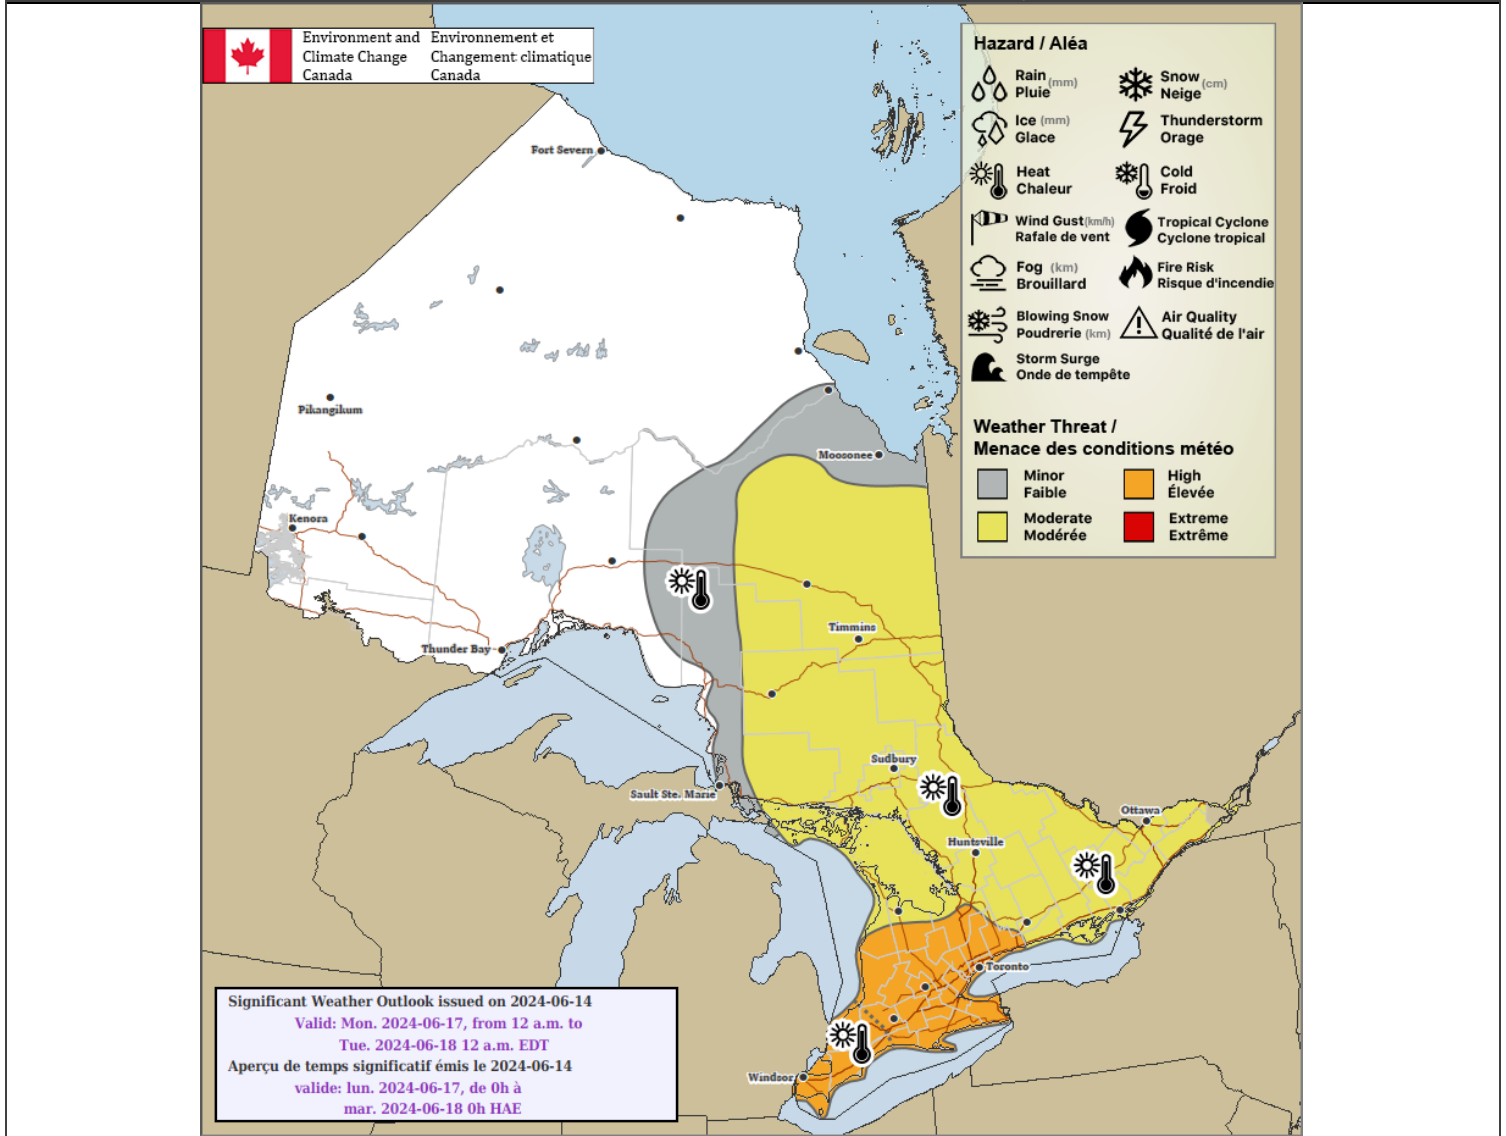 Environment and Climate Change Canada
Environnement et Changement climatique Canada
Hazard / Aléa
Rain (mm)
Pluie
Snow (cm)
Neige
Ice (mm)
Glace
Thunderstorm
Orage
Heat
Chaleur
Cold
Froid
Wind Gust(km/h)
Rafale de vent
Tropical Cyclone
Cyclone tropical
Fog (km)
Brouillard
Fire Risk
Risque d'incendie
Blowing Snow
Poudrerie (km)
Air Quality
Qualité de l'air
Storm Surge
Onde de tempête
Weather Threat /
Menace des conditions météo
Minor
Faible
High
Élevée
Moderate
Modérée
Extreme
Extrême
Fort Severn
Pikangikum
Moosonee
Kenora
Timmins
Thunder Bay
Sudbury
Sault Ste. Marie
Ottawa
Huntsville
Toronto
Windsor
Significant Weather Outlook issued on 2024-06-14
Valid: Mon. 2024-06-17, from 12 a.m. to
Tue. 2024-06-18 12 a.m. EDT
Aperçu de temps significatif émis le 2024-06-14
valide: lun. 2024-06-17, de 0h à
mar. 2024-06-18 0h HAE